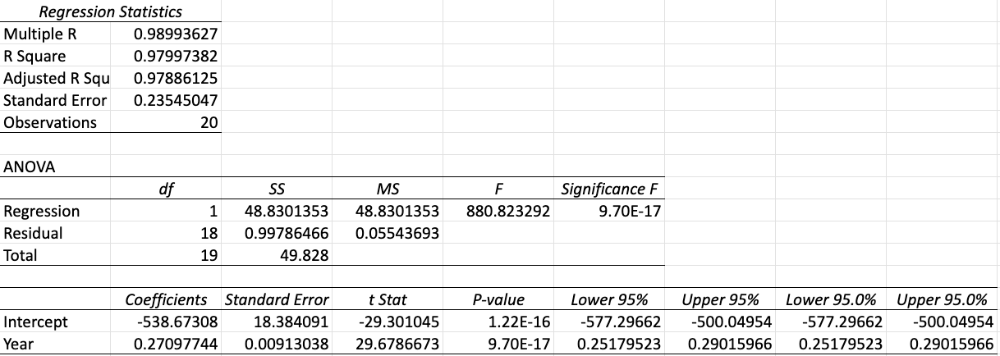 Regression Statistics
Multiple R 0.98993627
R Square 0.97997382
Adjusted R Squ 0.97886125
Standard Error 0.23545047
Observations 20
ANOVA
df SS MS F Significance F
Regression 1 48.8301353 48.8301353 880.823292 9.70E-17
Residual 18 0.99786466 0.05543693
Total 19 49.828
Coefficients Standard Error t Stat P-value Lower 95% Upper 95% Lower 95.0% Upper 95.0%
Intercept -538.67308 18.384091 -29.301045 1.22E-16 -577.29662 -500.04954 -577.29662 -500.04954
Year 0.27097744 0.00913038 29.6786673 9.70E-17 0.25179523 0.29015966 0.25179523 0.29015966